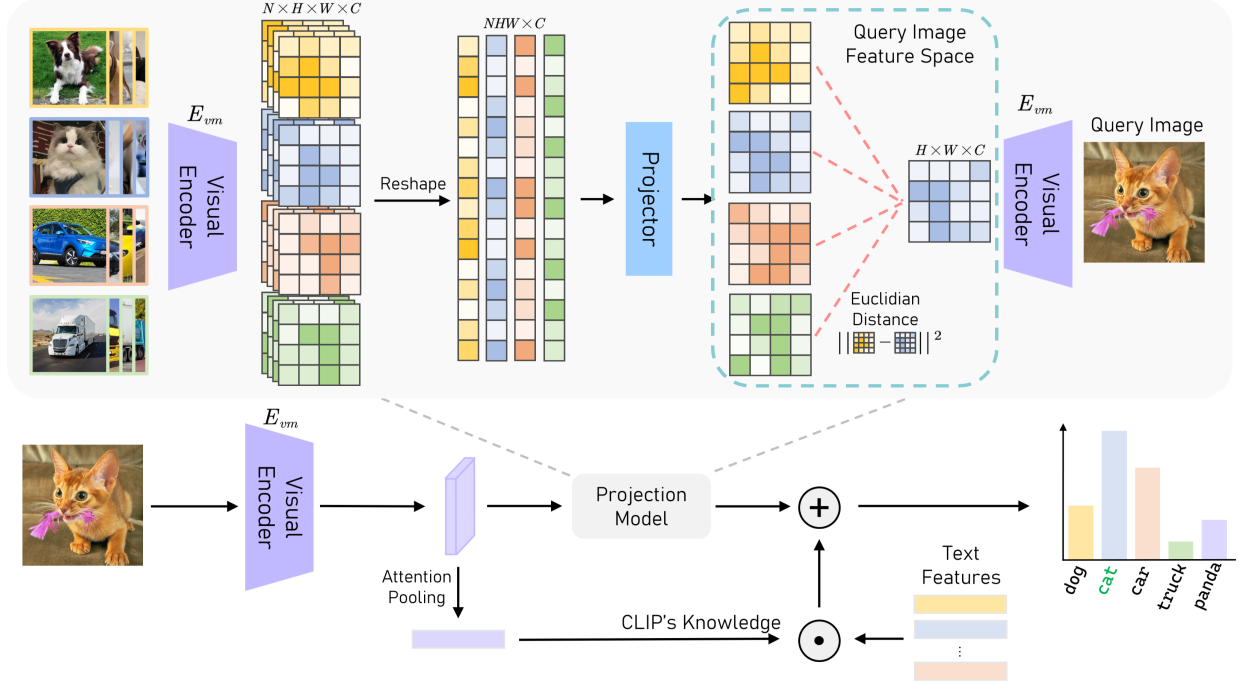 N × H × W × C
NHW × C
Query Image
Feature Space
E_vm
Visual
Encoder
Reshape
Projector
H × W × C
E_vm
Visual
Encoder
Query Image
Euclidian
Distance
|| − ||²
E_vm
Visual
Encoder
Projection
Model
+
Attention
Pooling
CLIP's Knowledge
Text
Features
⋮
dog
cat
car
truck
panda